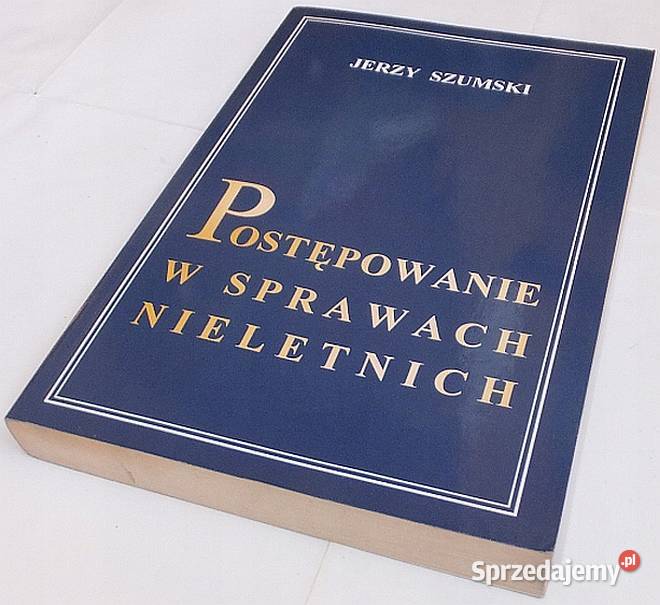 JERZY SZUMSKI
POSTĘPOWANIE
W SPRAWACH
NIELETNICH
Sprzedajemy.pl